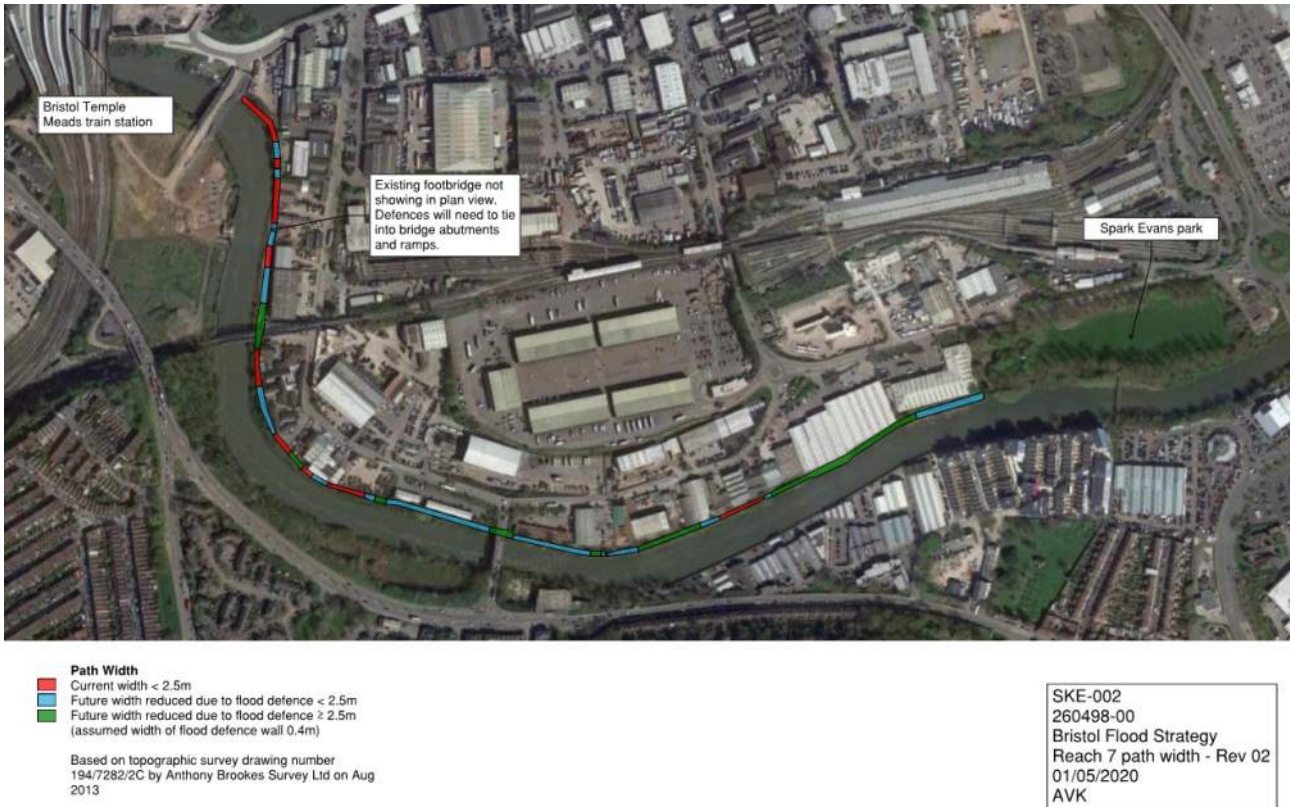 Bristol Temple
Meads train station
Existing footbridge not
showing in plan view.
Defences will need to tie
into bridge abutments
and ramps.
Spark Evans park
Path Width
Current width < 2.5m
Future width reduced due to flood defence < 2.5m
Future width reduced due to flood defence ≥ 2.5m
(assumed width of flood defence wall 0.4m)
Based on topographic survey drawing number
194/7282/2C by Anthony Brookes Survey Ltd on Aug
2013
SKE-002
260498-00
Bristol Flood Strategy
Reach 7 path width - Rev 02
01/05/2020
AVK